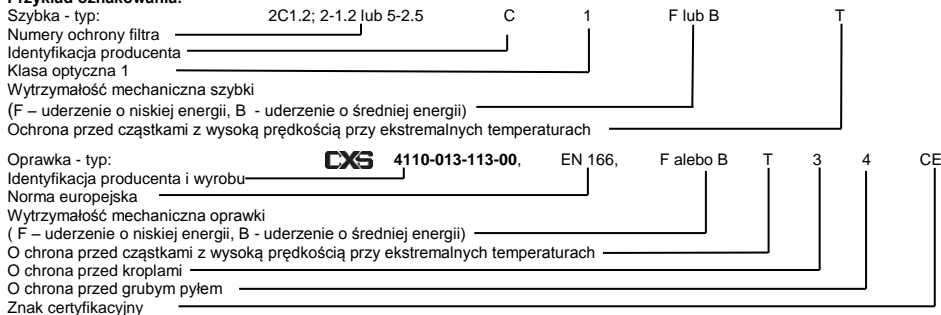 Przykład oznakowania:
Szybka - typ: 2C1.2; 2-1.2 lub 5-2.5 C 1 F lub B T
Numery ochrony filtra
Identyfikacja producenta
Klasa optyczna 1
Wytrzymałość mechaniczna szybki
(F – uderzenie o niskiej energii, B - uderzenie o średniej energii)
Ochrona przed cząstkami z wysoką prędkością przy ekstremalnych temperaturach
Oprawka - typ: CXS 4110-013-113-00, EN 166, F alebo B T 3 4 CE
Identyfikacja producenta i wyrobu
Norma europejska
Wytrzymałość mechaniczna oprawki
( F – uderzenie o niskiej energii, B - uderzenie o średniej energii)
O chrona przed cząstkami z wysoką prędkością przy ekstremalnych temperaturach
O chrona przed kroplami
O chrona przed grubym pyłem
Znak certyfikacyjny